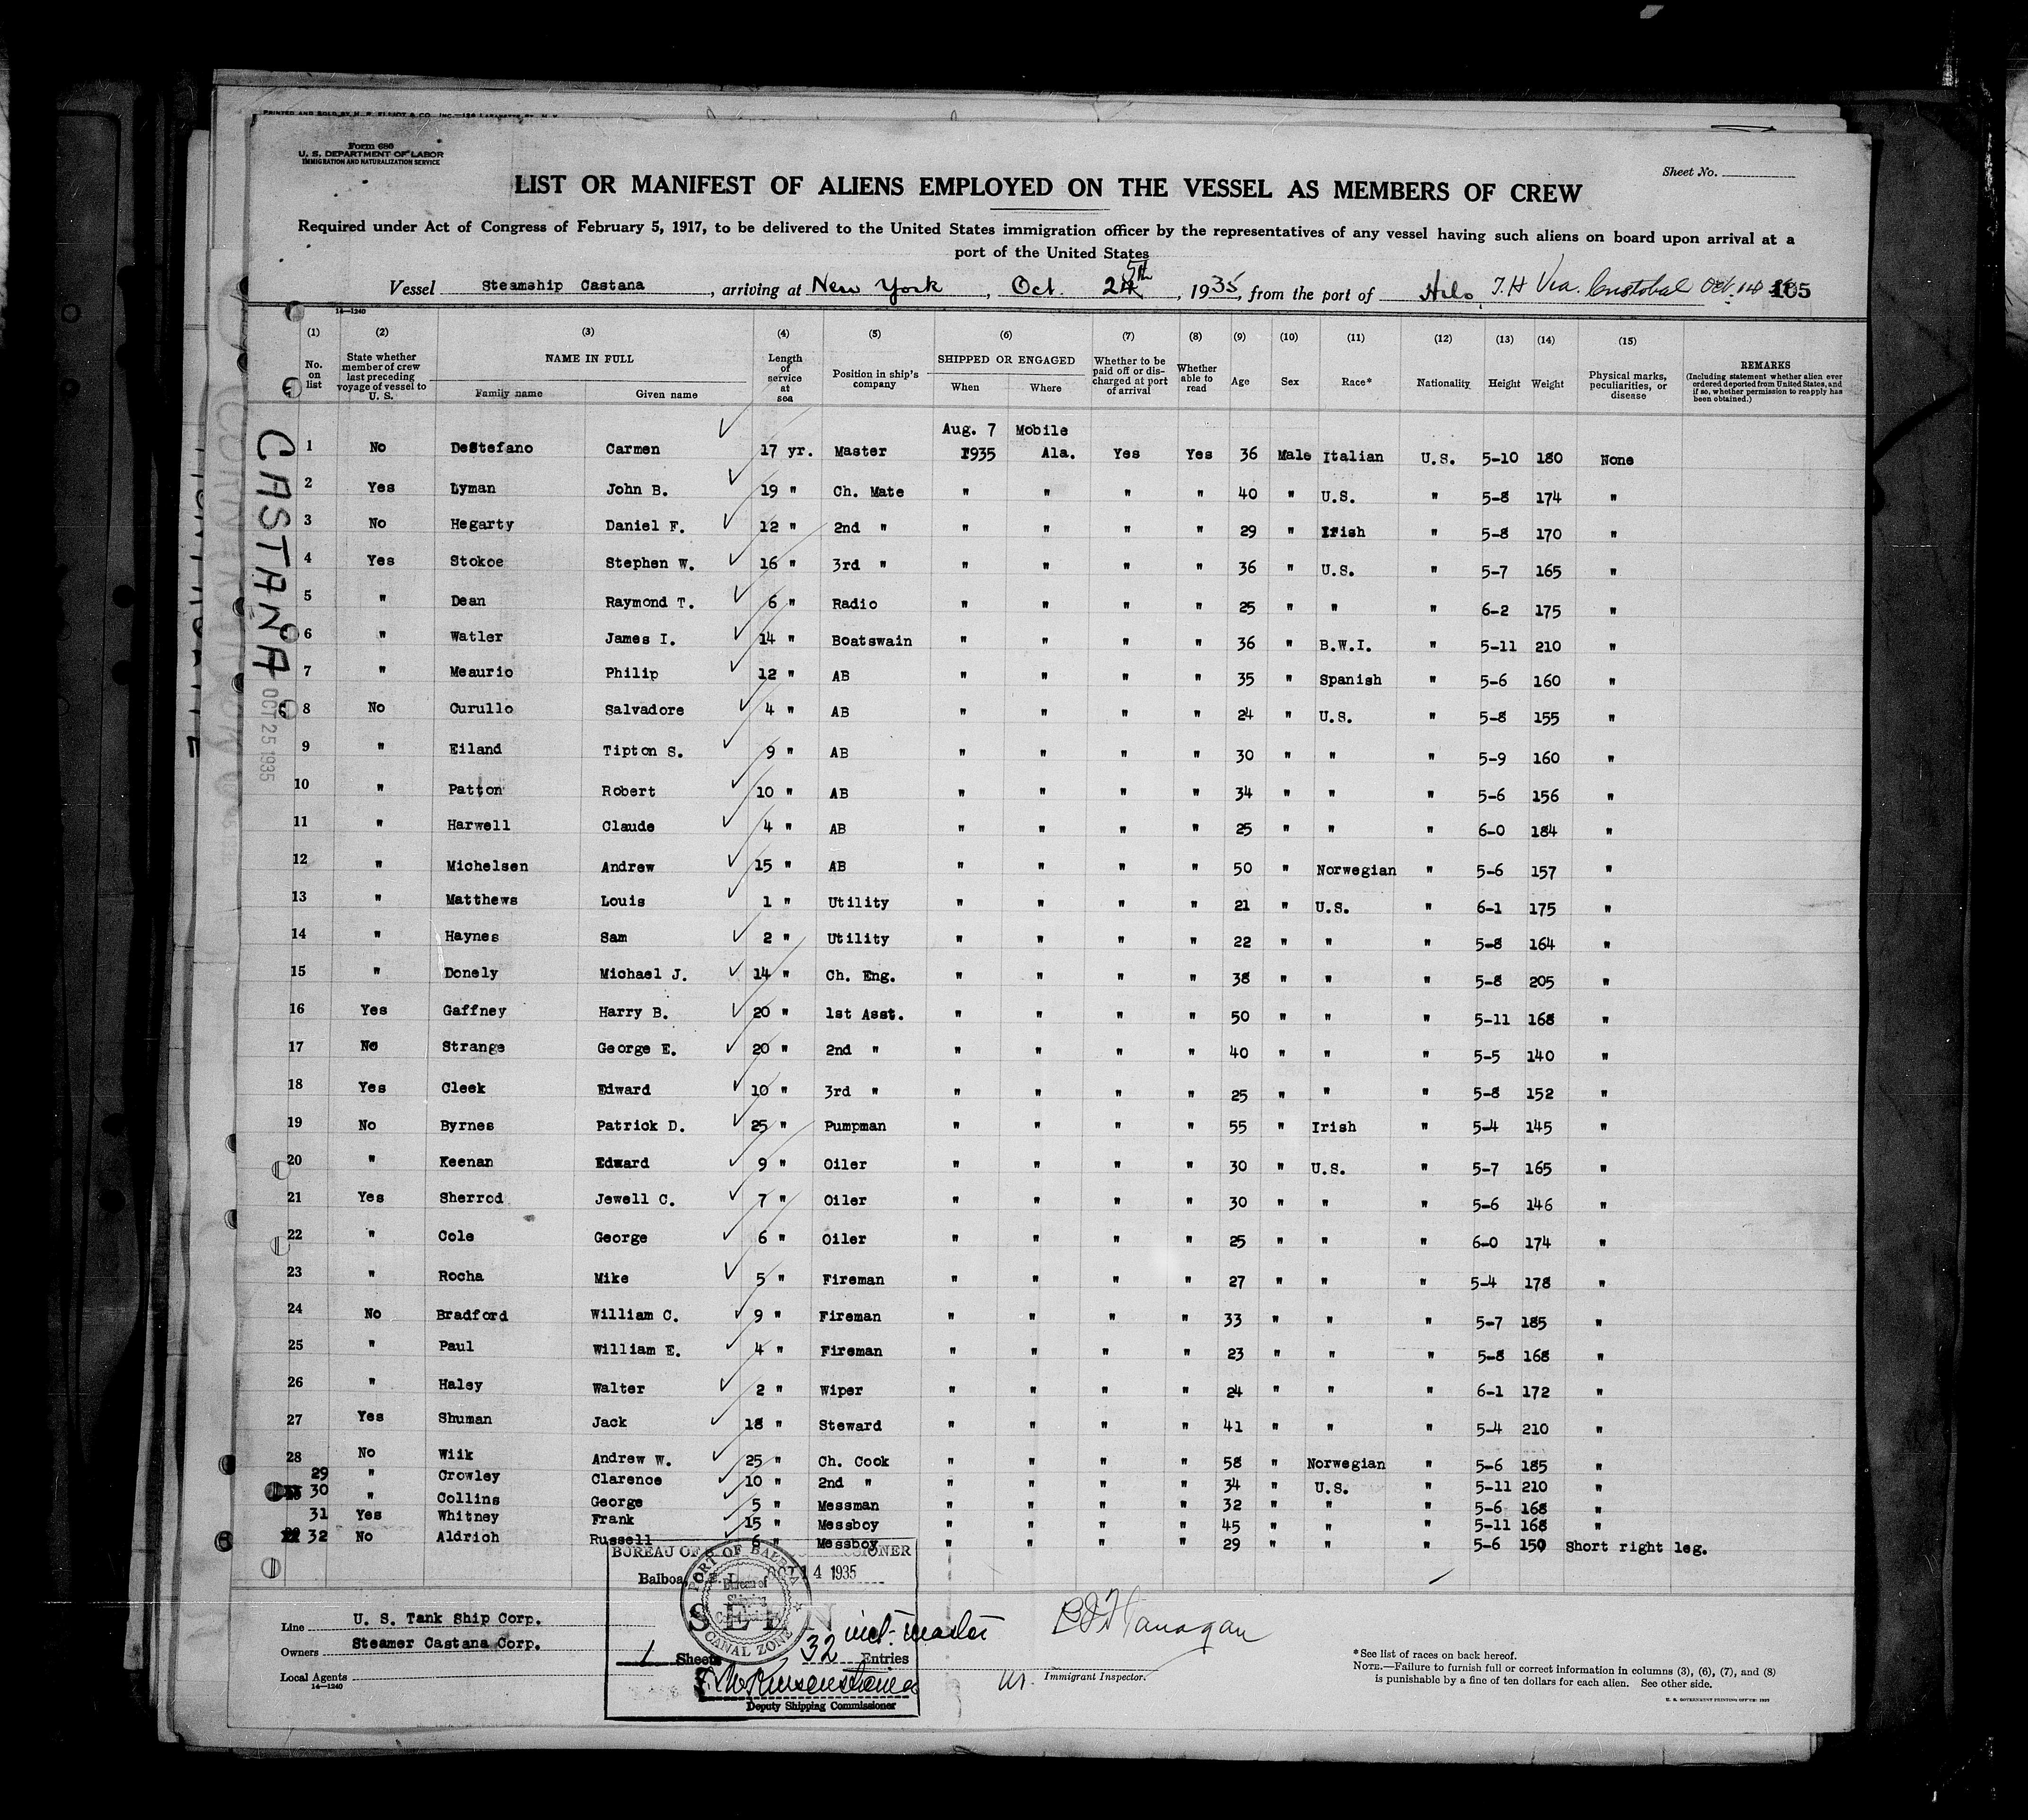 PRINTED AND SOLD BY
Form 686
U. S. DEPARTMENT OF LABOR
IMMIGRATION AND NATURALIZATION SERVICE
Sheet No.
LIST OR MANIFEST OF ALIENS EMPLOYED ON THE VESSEL AS MEMBERS OF CREW
Required under Act of Congress of February 5, 1917, to be delivered to the United States immigration officer by the representatives of any vessel having such aliens on board upon arrival at a
port of the United States
Vessel Steamship Castana, arriving at New York, Oct. 25th, 1935, from the port of Hilo, T.H Via. Cristobal Oct. 14 105
14—1240
(1) (2) (3) (4) (5) (6) (7) (8) (9) (10) (11) (12) (13) (14) (15)
No. on list
State whether member of crew last preceding voyage of vessel to U. S.
NAME IN FULL
Family name Given name
Length of service at sea
Position in ship's company
SHIPPED OR ENGAGED
When Where
Whether to be paid off or discharged at port of arrival
Whether able to read
Age Sex Race* Nationality Height Weight
Physical marks, peculiarities, or disease
REMARKS
(Including statement whether alien ever ordered deported from United States, and if so, whether permission to reapply has been obtained.)
CASTANA
OCT 25 1935
Aug. 7 Mobile
1 No DeStefano Carmen 17 yr. Master 1935 Ala. Yes Yes 36 Male Italian U.S. 5-10 180 None
2 Yes Lyman John B. 19 " Ch. Mate " " " " 40 " U.S. " 5-8 174 "
3 No Hegarty Daniel F. 12 " 2nd " " " " " 29 " Irish " 5-8 170 "
4 Yes Stokoe Stephen W. 16 " 3rd " " " " " 36 " U.S. " 5-7 165 "
5 " Dean Raymond T. 6 " Radio " " " " 25 " " " 6-2 175 "
6 " Watler James I. 14 " Boatswain " " " " 36 " B.W.I. " 5-11 210 "
7 " Meaurio Philip 12 " AB " " " " 35 " Spanish " 5-6 160 "
8 No Curullo Salvadore 4 " AB " " " " 24 " U.S. " 5-8 155 "
9 " Eiland Tipton S. 9 " AB " " " " 30 " " " 5-9 160 "
10 " Patton Robert 10 " AB " " " " 34 " " " 5-6 156 "
11 " Harwell Claude 4 " AB " " " " 25 " " " 6-0 184 "
12 " Michelsen Andrew 15 " AB " " " " 50 " Norwegian " 5-6 157 "
13 " Matthews Louis 1 " Utility " " " " 21 " U.S. " 6-1 175 "
14 " Haynes Sam 2 " Utility " " " " 22 " " " 5-8 164 "
15 " Donely Michael J. 14 " Ch. Eng. " " " " 38 " " " 5-8 205 "
16 Yes Gaffney Harry B. 20 " 1st Asst. " " " " 50 " " " 5-11 168 "
17 No Strange George E. 20 " 2nd " " " " " 40 " " " 5-5 140 "
18 Yes Cleek Edward 10 " 3rd " " " " " 25 " " " 5-8 152 "
19 No Byrnes Patrick D. 25 " Pumpman " " " " 55 " Irish " 5-4 145 "
20 " Keenan Edward 9 " Oiler " " " " 30 " U.S. " 5-7 165 "
21 Yes Sherrod Jewell C. 7 " Oiler " " " " 30 " " " 5-6 146 "
22 " Cole George 6 " Oiler " " " " 25 " " " 6-0 174 "
23 " Rocha Mike 5 " Fireman " " " " 27 " " " 5-4 178 "
24 No Bradford William C. 9 " Fireman " " " " 33 " " " 5-7 185 "
25 " Paul William E. 4 " Fireman " " " " 23 " " " 5-8 168 "
26 " Haley Walter 2 " Wiper " " " " 24 " " " 6-1 172 "
27 Yes Shuman Jack 18 " Steward " " " " 41 " " " 5-4 210 "
28 No Wiik Andrew W. 25 " Ch. Cook " " " " 58 " Norwegian " 5-6 185 "
29 " Crowley Clarence 10 " 2nd " " " " " 34 " U.S. " 5-11 210 "
30 " Collins George 5 " Messman " " " " 32 " " " 5-6 168 "
31 Yes Whitney Frank 15 " Messboy " " " " 45 " " " 5-11 168 "
32 No Aldrich Russell 6 " Messboy " " " " 29 " " " 5-6 150 Short right leg.
BUREAU OF COMMISSIONER
Balboa, OCT 14 1935
PORT OF BALBOA
CANAL ZONE
SEEN
incl. master
1 Sheets 32 Entries
Deputy Shipping Commissioner
Line U. S. Tank Ship Corp.
Owners Steamer Castana Corp.
Local Agents
14—1240
Immigrant Inspector.
*See list of races on back hereof.
NOTE.—Failure to furnish full or correct information in columns (3), (6), (7), and (8)
is punishable by a fine of ten dollars for each alien. See other side.
U. S. GOVERNMENT PRINTING OFFICE: